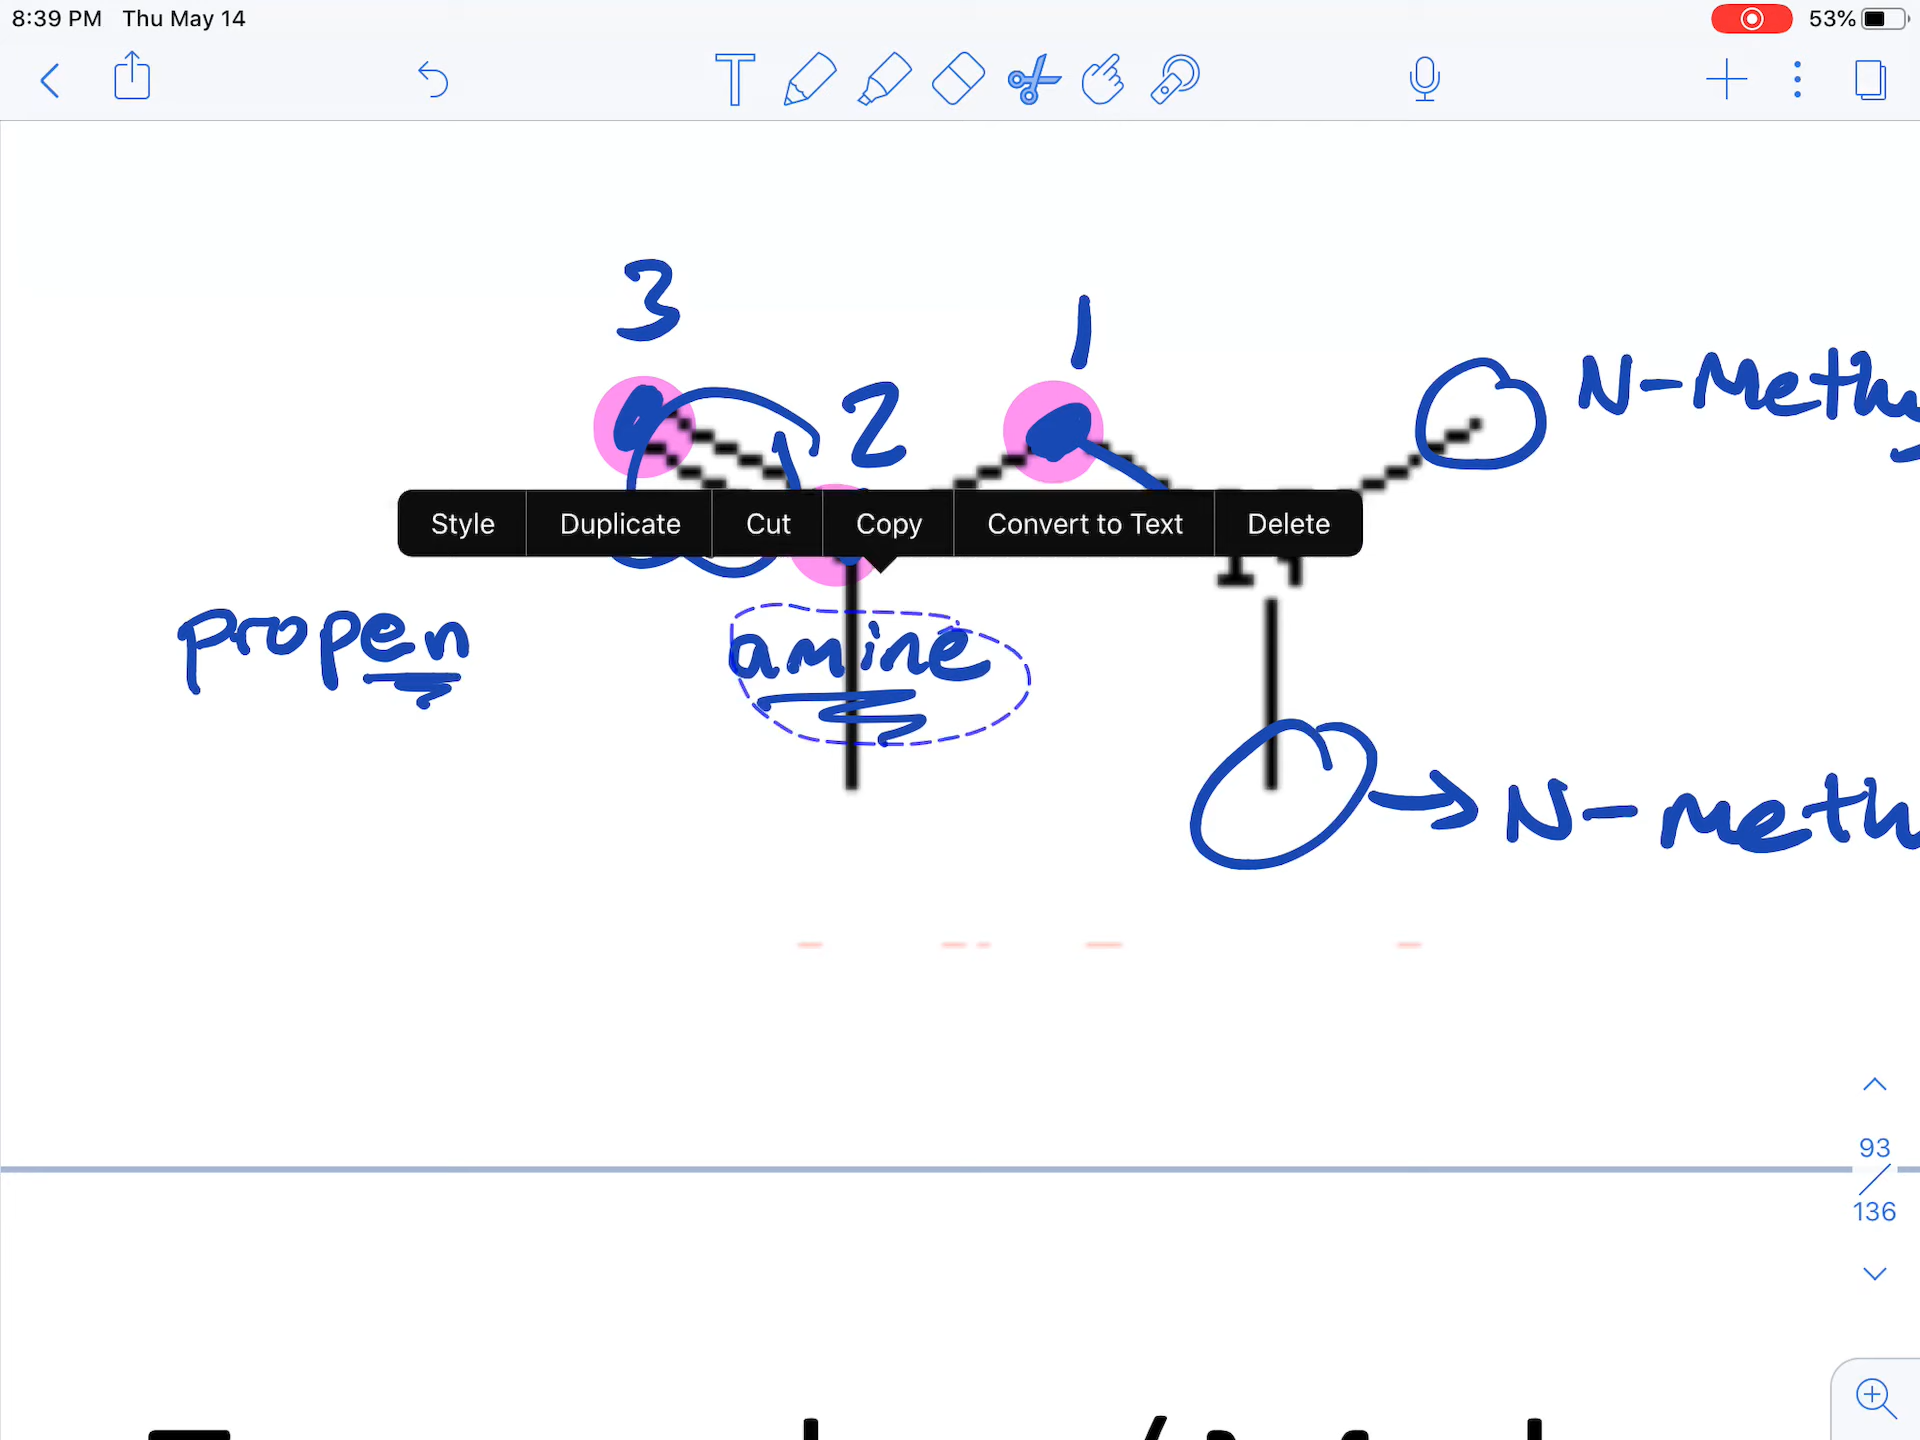 8:39 PM Thu May 14
53%
T
3
1
2
N-Methy
Style Duplicate Cut Copy Convert to Text Delete
propen
amine
N-meth
93
136